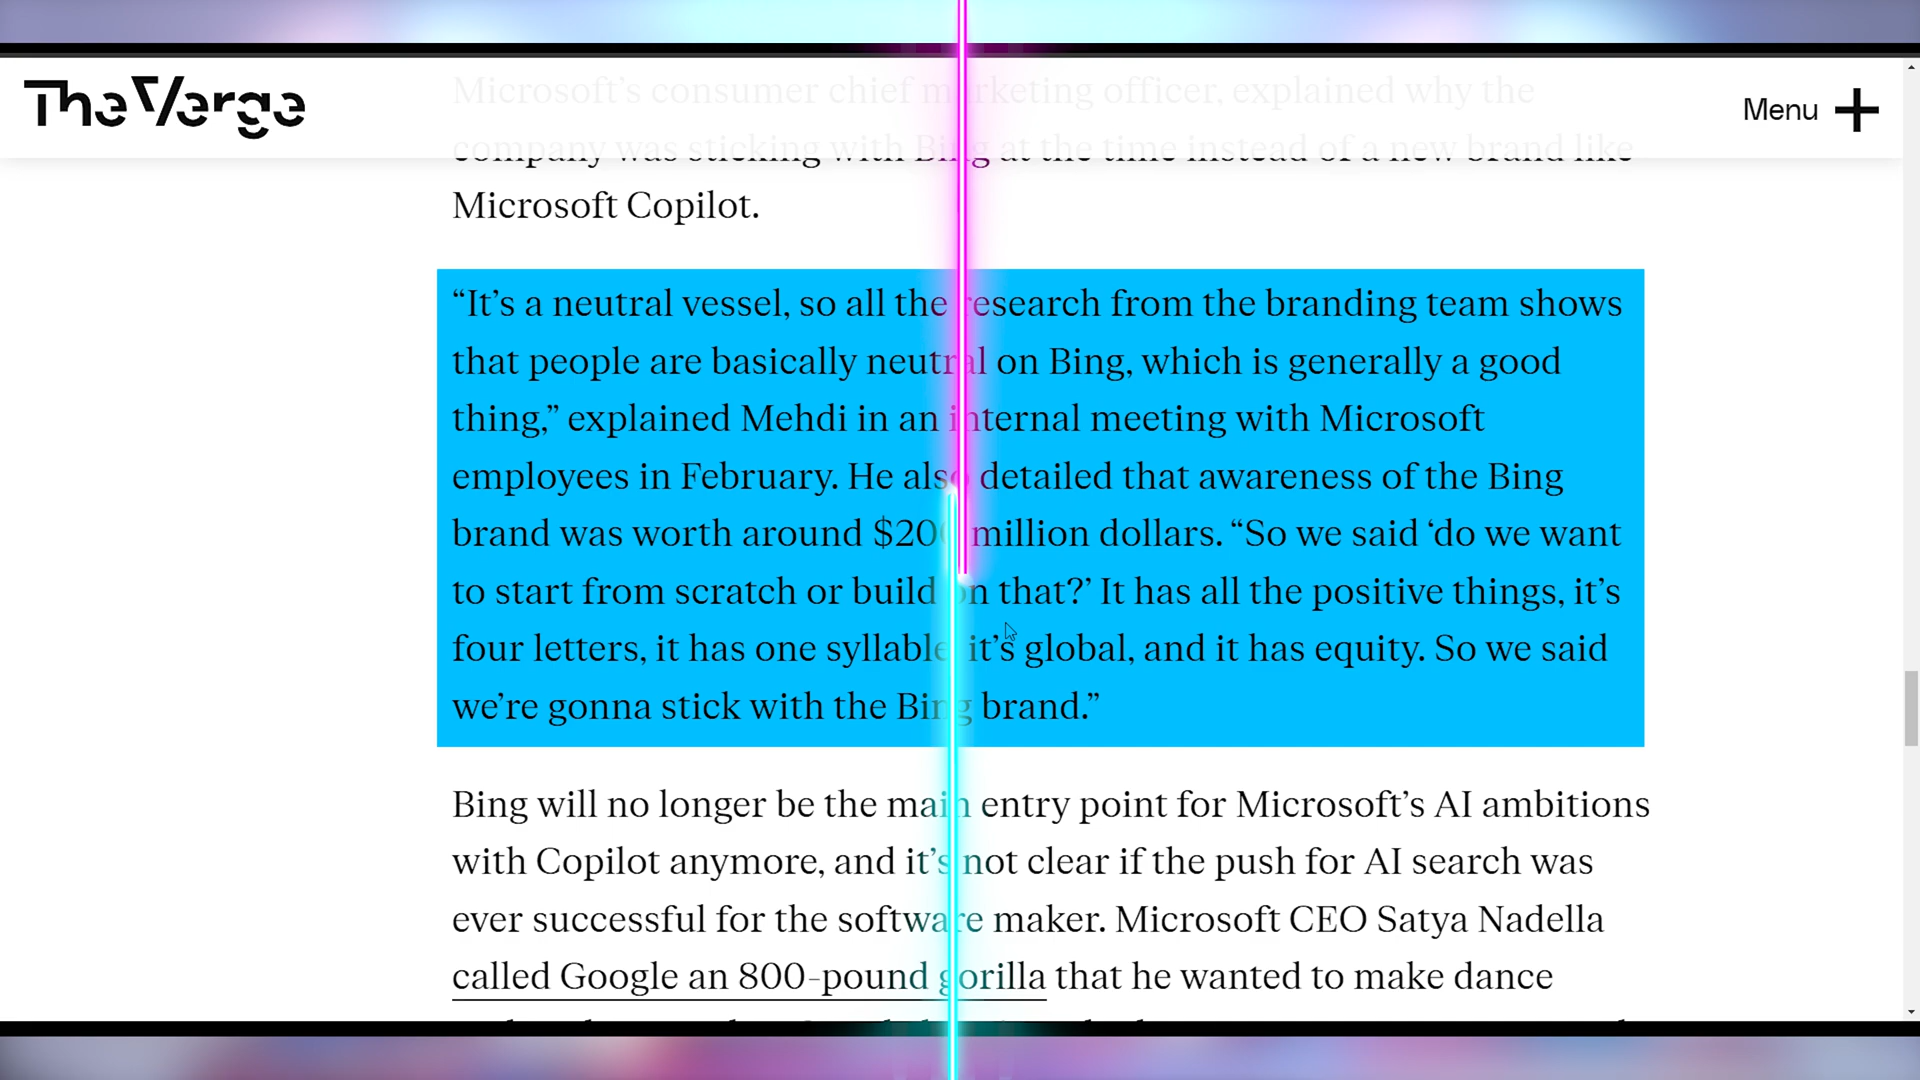 The Verge
Menu
Microsoft's consumer chief marketing officer, explained why the
company was sticking with Bing at the time instead of a new brand like
Microsoft Copilot.
“It’s a neutral vessel, so all the research from the branding team shows
that people are basically neutral on Bing, which is generally a good
thing,” explained Mehdi in an internal meeting with Microsoft
employees in February. He also detailed that awareness of the Bing
brand was worth around $200 million dollars. “So we said ‘do we want
to start from scratch or build on that?’ It has all the positive things, it’s
four letters, it has one syllable, it’s global, and it has equity. So we said
we’re gonna stick with the Bing brand.”
Bing will no longer be the main entry point for Microsoft’s AI ambitions
with Copilot anymore, and it’s not clear if the push for AI search was
ever successful for the software maker. Microsoft CEO Satya Nadella
called Google an 800-pound gorilla that he wanted to make dance